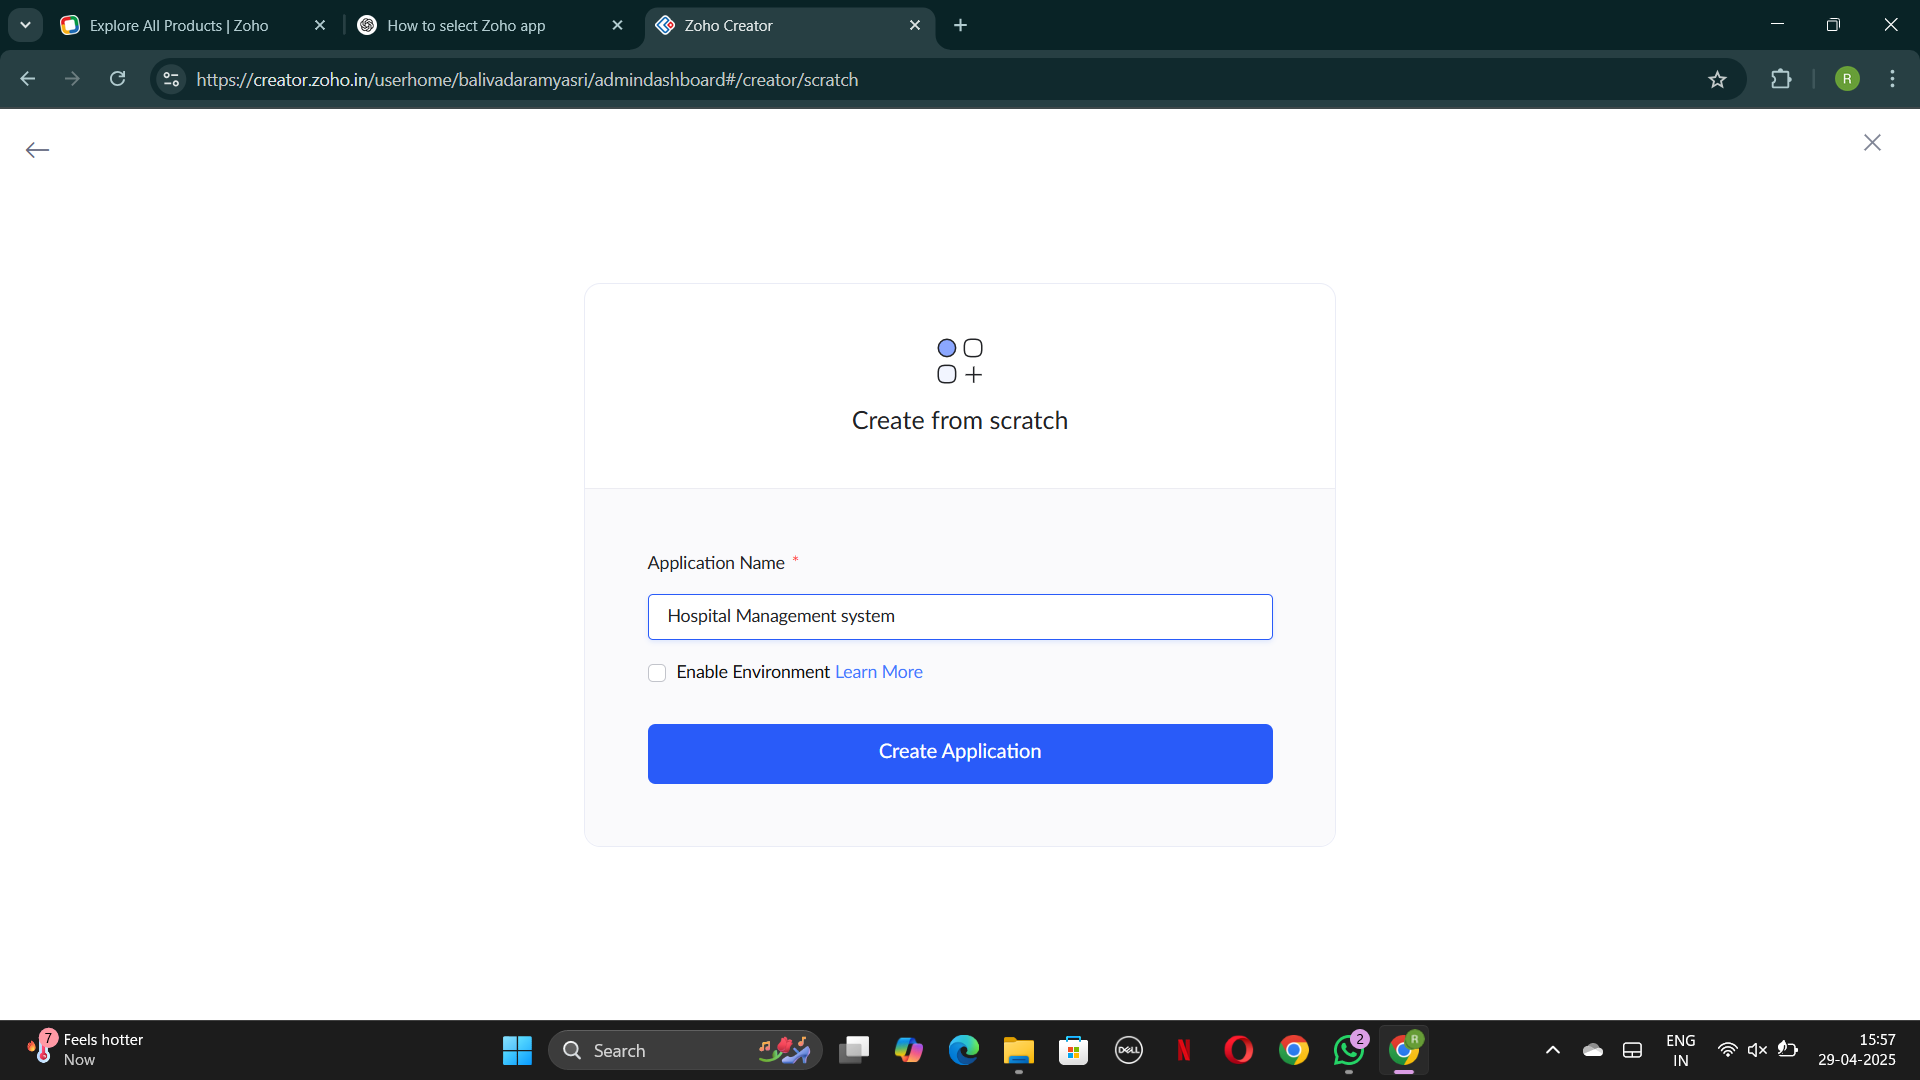 Explore All Products | Zoho
How to select Zoho app
Zoho Creator
https://creator.zoho.in/userhome/balivadaramyasri/admindashboard#/creator/scratch
R
Create from scratch
Application Name *
Hospital Management system
Enable Environment Learn More
Create Application
7
Feels hotter
Now
Search
DELL
N
2
R
ENG
IN
15:57
29-04-2025